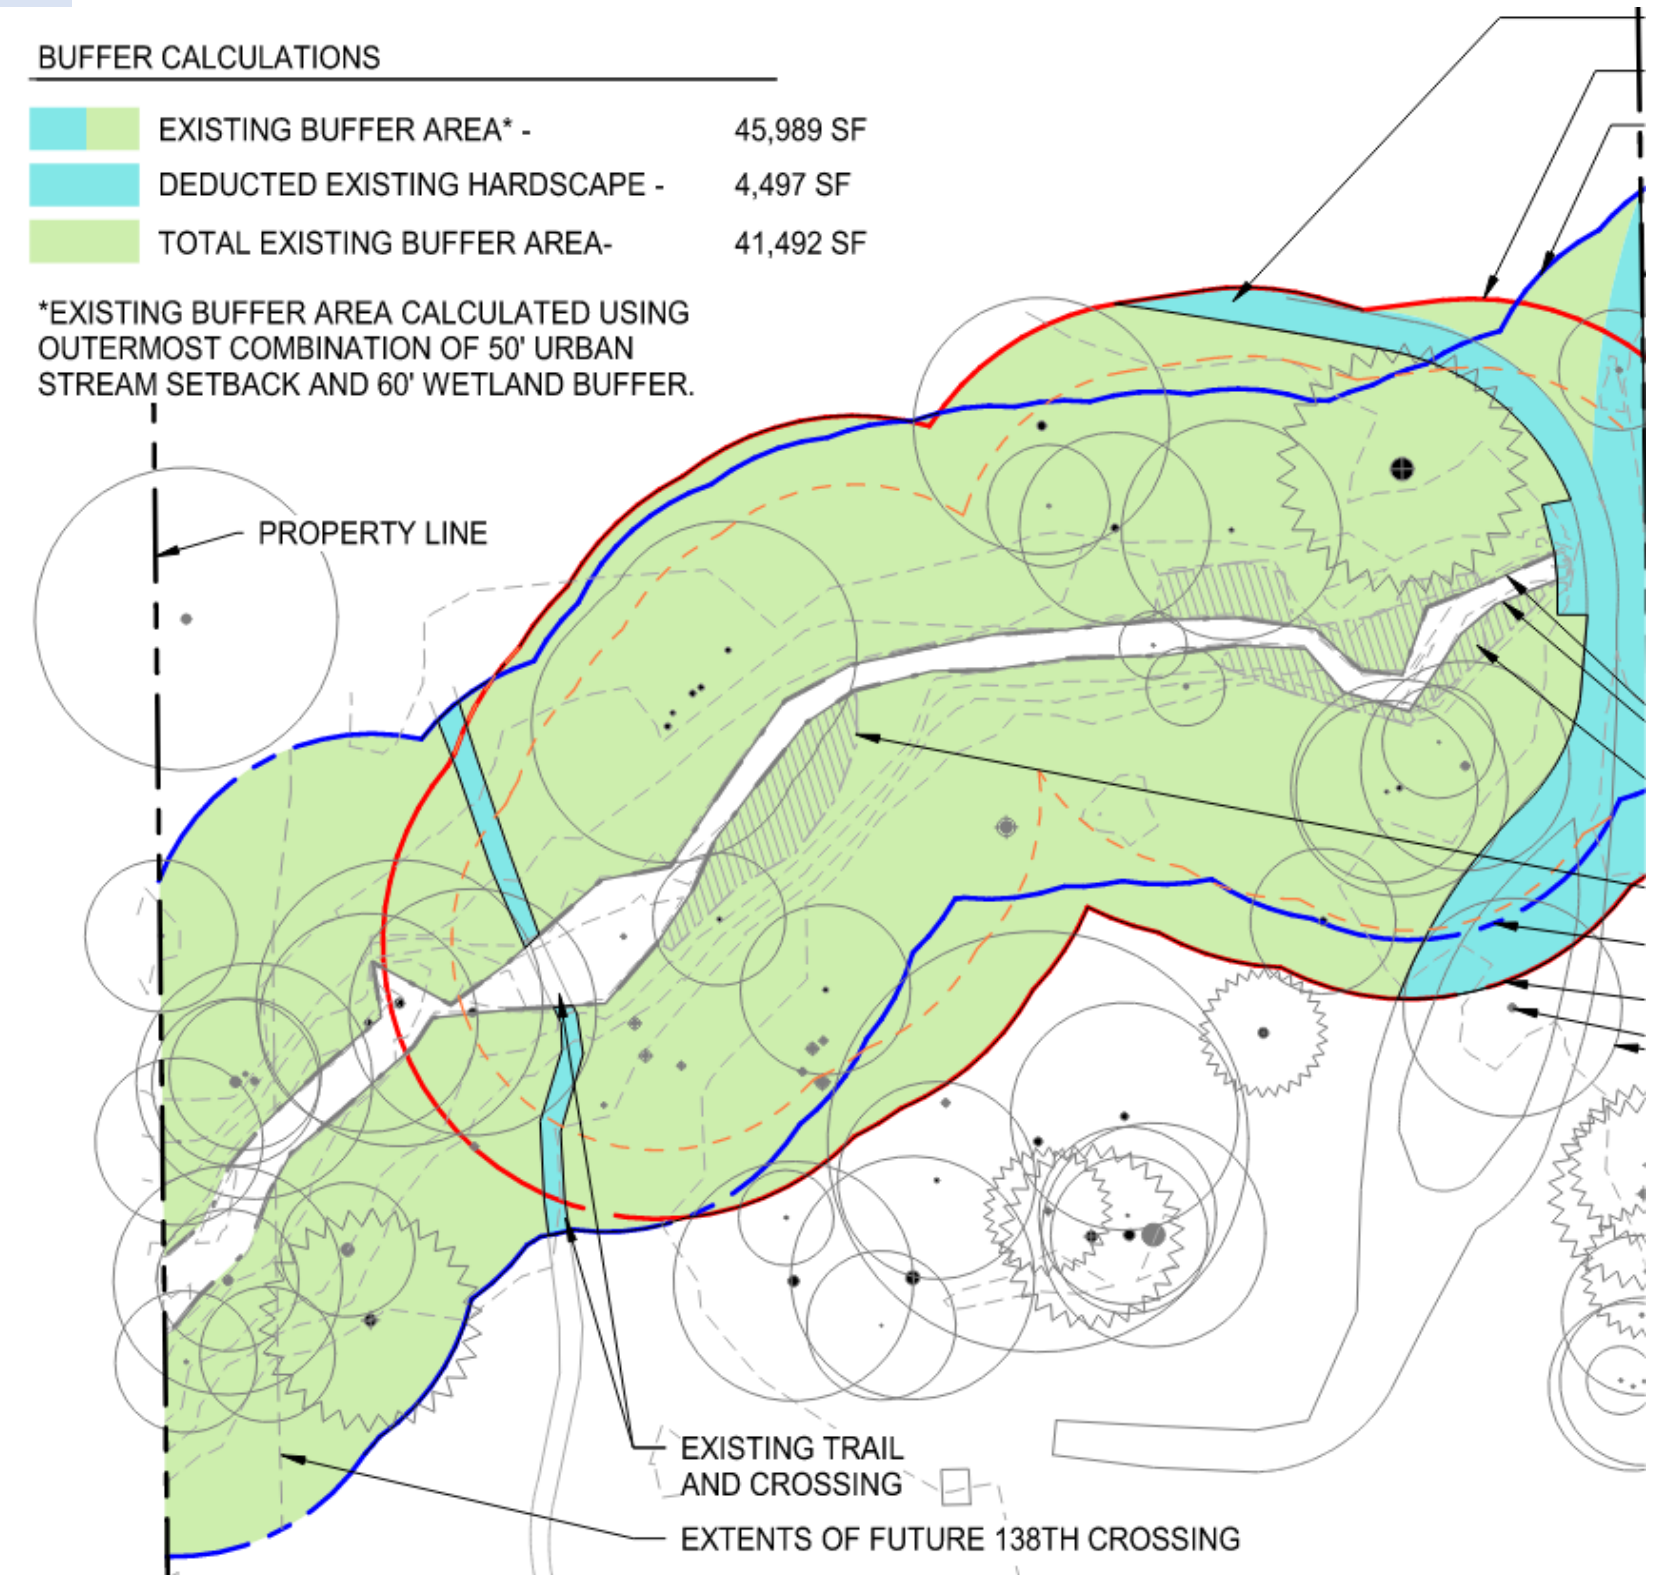 BUFFER CALCULATIONS
EXISTING BUFFER AREA* - 45,989 SF
DEDUCTED EXISTING HARDSCAPE - 4,497 SF
TOTAL EXISTING BUFFER AREA- 41,492 SF
*EXISTING BUFFER AREA CALCULATED USING
OUTERMOST COMBINATION OF 50' URBAN
STREAM SETBACK AND 60' WETLAND BUFFER.
PROPERTY LINE
EXISTING TRAIL
AND CROSSING
EXTENTS OF FUTURE 138TH CROSSING